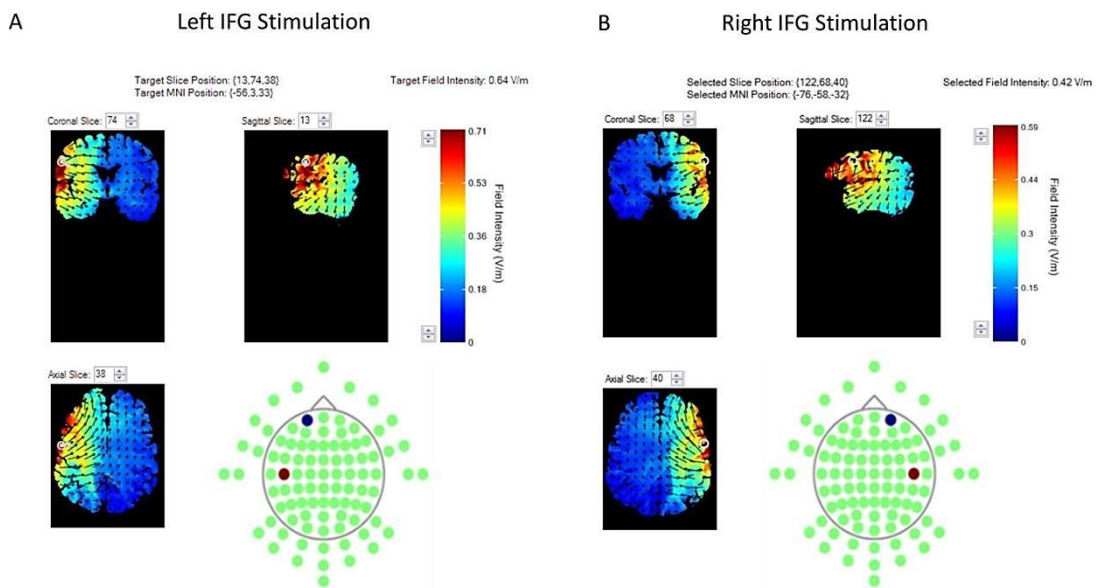 A
Left IFG Stimulation
Target Slice Position: {13,74,38}
Target MNI Position: {-56,3,33}
Target Field Intensity: 0.64 V/m
Coronal Slice: 74
Sagittal Slice: 13
0.71
0.53
0.36
0.18
0
Field Intensity (V/m)
Axial Slice: 38
B
Right IFG Stimulation
Selected Slice Position: {122,68,40}
Selected MNI Position: {-76,-58,-32}
Selected Field Intensity: 0.42 V/m
Coronal Slice: 68
Sagittal Slice: 122
0.59
0.44
0.3
0.15
0
Field Intensity (V/m)
Axial Slice: 40